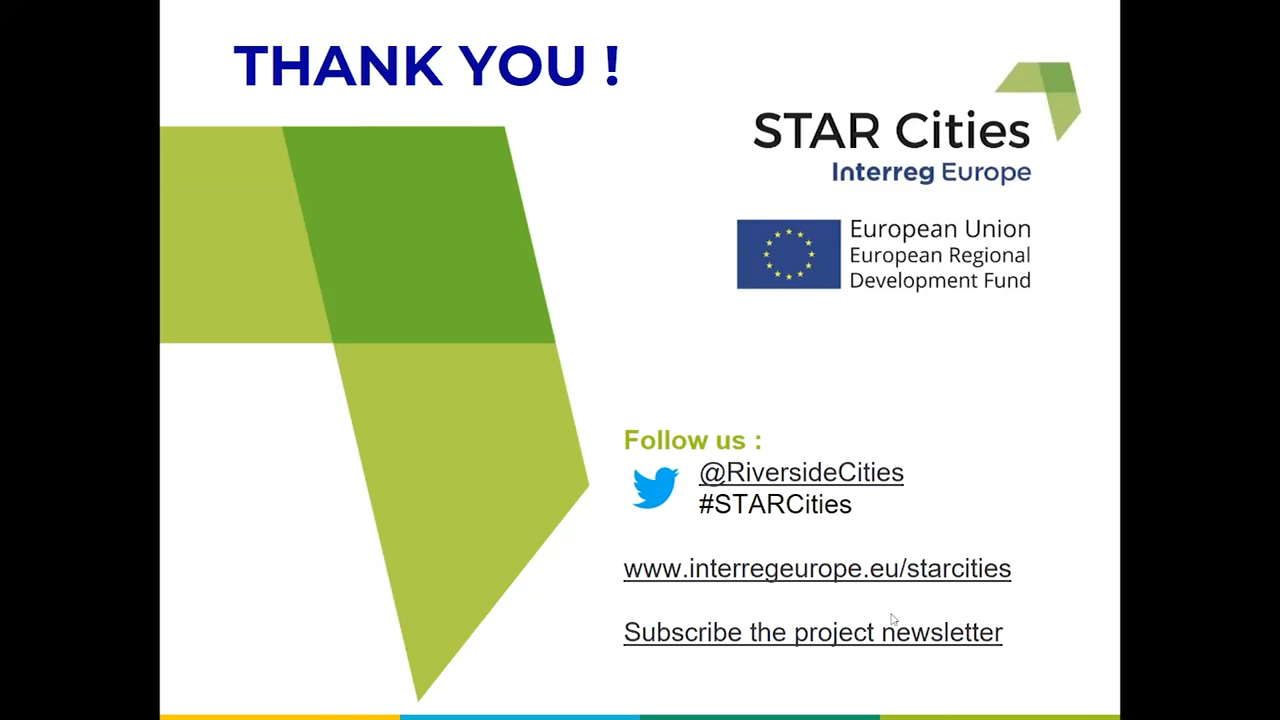 THANK YOU !
STAR Cities
Interreg Europe
European Union
European Regional
Development Fund
Follow us :
@RiversideCities
#STARCities
www.interregeurope.eu/starcities
Subscribe the project newsletter